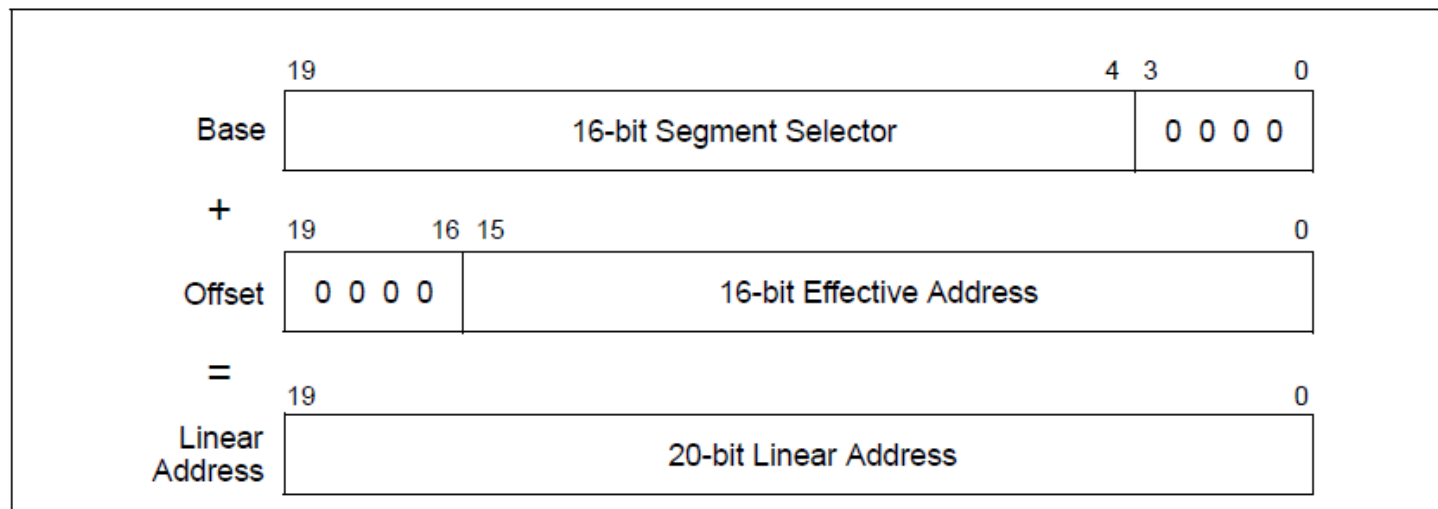 19 4 3 0
Base 16-bit Segment Selector 0 0 0 0
+
19 16 15 0
Offset 0 0 0 0 16-bit Effective Address
=
19 0
Linear
Address 20-bit Linear Address